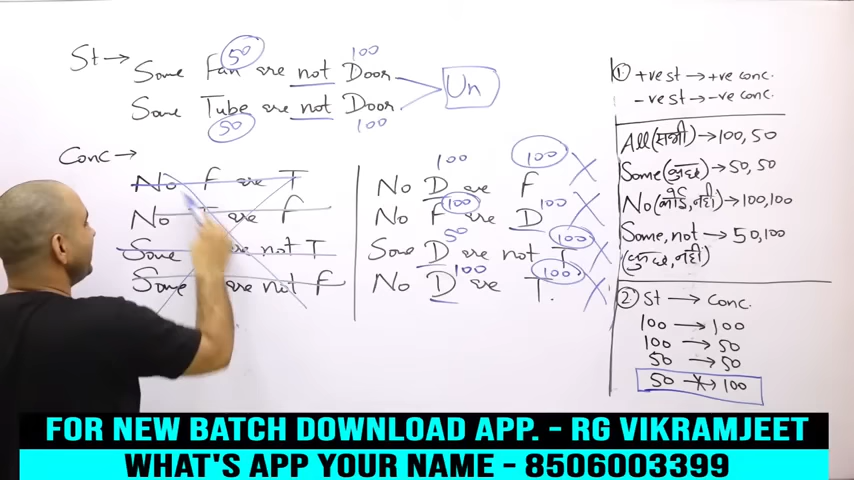 50 100
St → Some Fan are not Door
Un
Some Tube are not Door
50 100
Conc →
No F are T
No T are F
Some are not T
Some are not F
100 100
No D are F
100
No F are D
50 100
Some D are not T
100 100
No D are T.
① +ve st → +ve conc.
-ve st → -ve conc.
All (सभी) → 100, 50
Some (कुछ) → 50, 50
No (कोई, नहीं) → 100, 100
Some, not → 50, 100
(कुछ, नहीं)
② St → Conc.
100 → 100
100 → 50
50 → 50
50 → 100
FOR NEW BATCH DOWNLOAD APP. - RG VIKRAMJEET
WHAT'S APP YOUR NAME - 8506003399